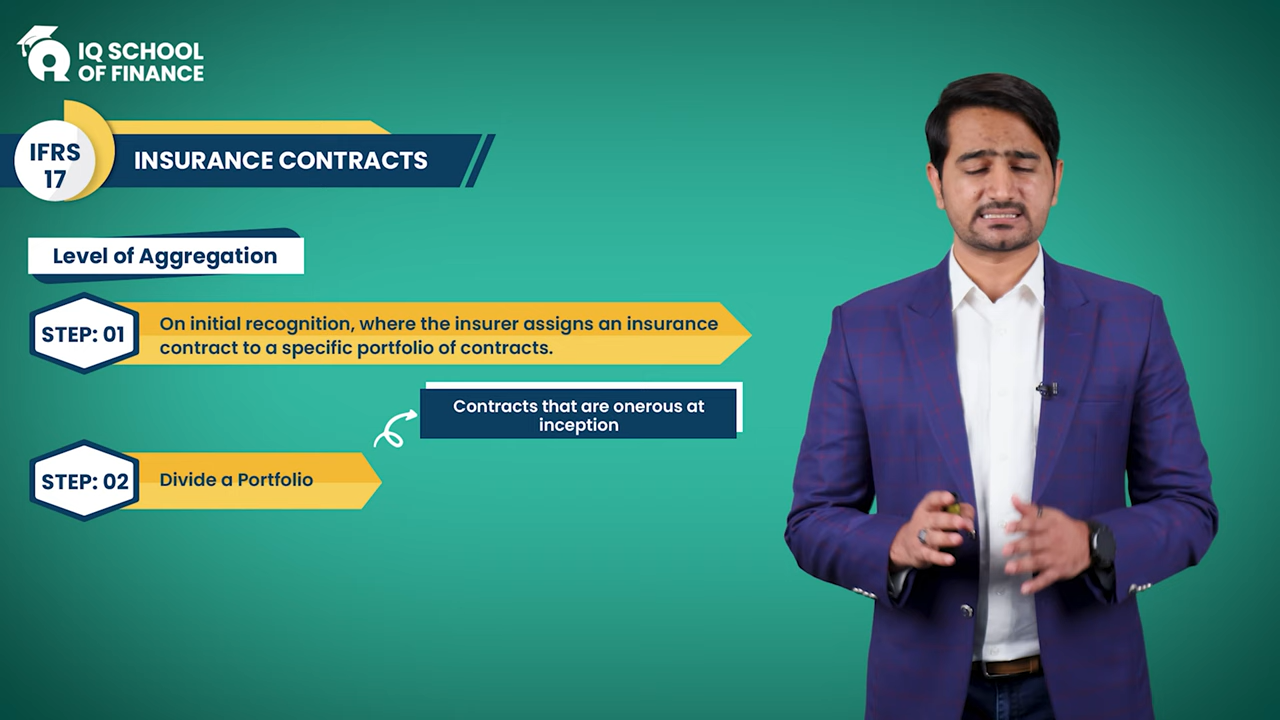 IQ SCHOOL
OF FINANCE
IFRS
17
INSURANCE CONTRACTS
Level of Aggregation
STEP: 01
On initial recognition, where the insurer assigns an insurance
contract to a specific portfolio of contracts.
Contracts that are onerous at
inception
STEP: 02
Divide a Portfolio